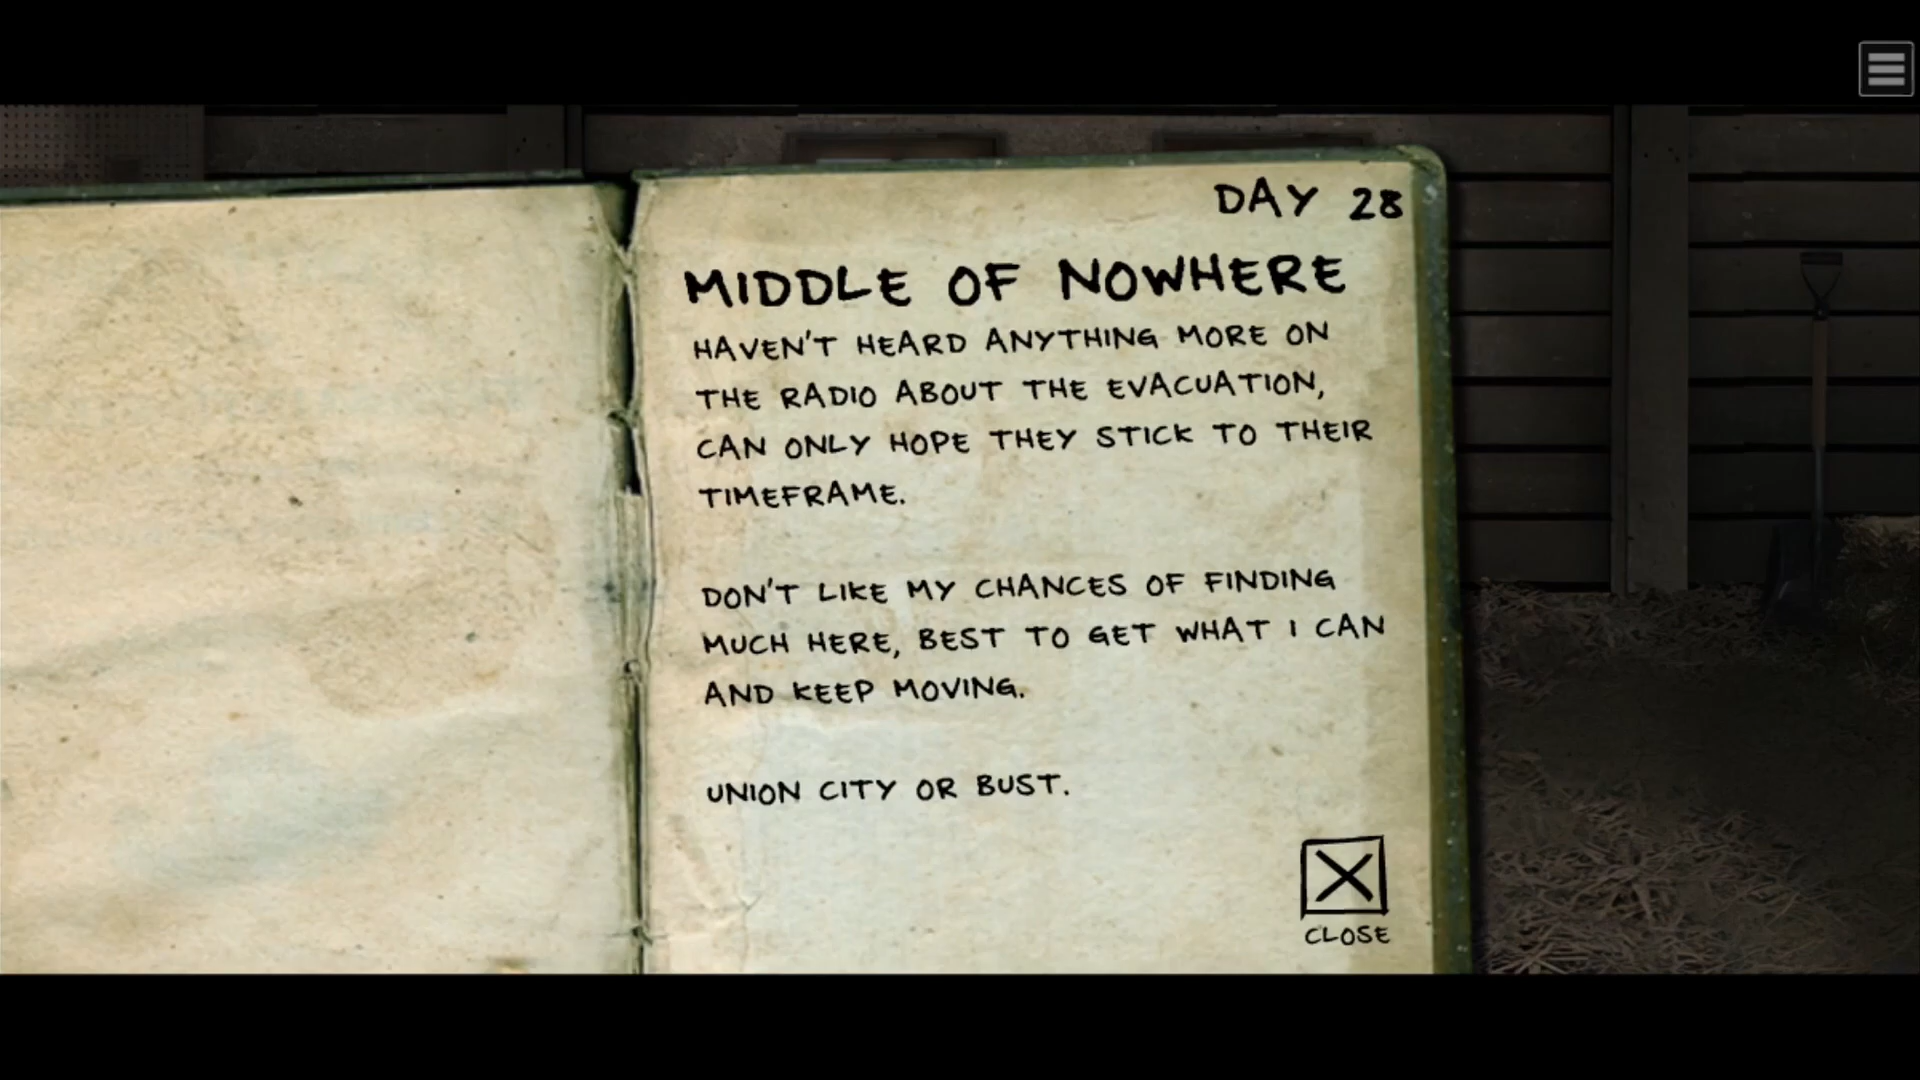 DAY 28
MIDDLE OF NOWHERE
HAVEN'T HEARD ANYTHING MORE ON
THE RADIO ABOUT THE EVACUATION,
CAN ONLY HOPE THEY STICK TO THEIR
TIMEFRAME.
DON'T LIKE MY CHANCES OF FINDING
MUCH HERE, BEST TO GET WHAT I CAN
AND KEEP MOVING.
UNION CITY OR BUST.
CLOSE